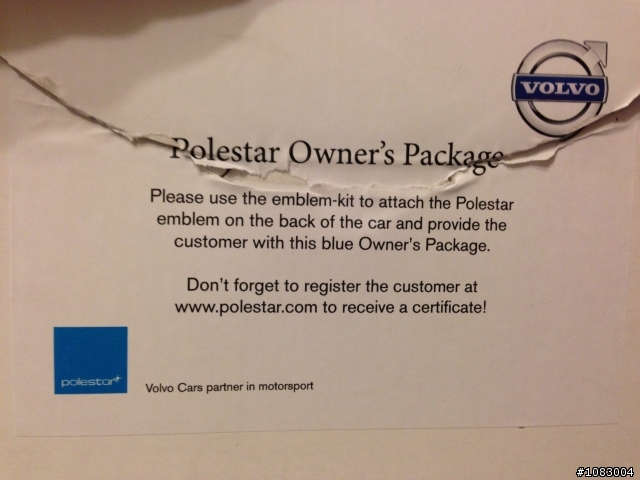 VOLVO
Polestar Owner's Package
Please use the emblem-kit to attach the Polestar
emblem on the back of the car and provide the
customer with this blue Owner's Package.
Don't forget to register the customer at
www.polestar.com to receive a certificate!
polestar
Volvo Cars partner in motorsport
#1083004